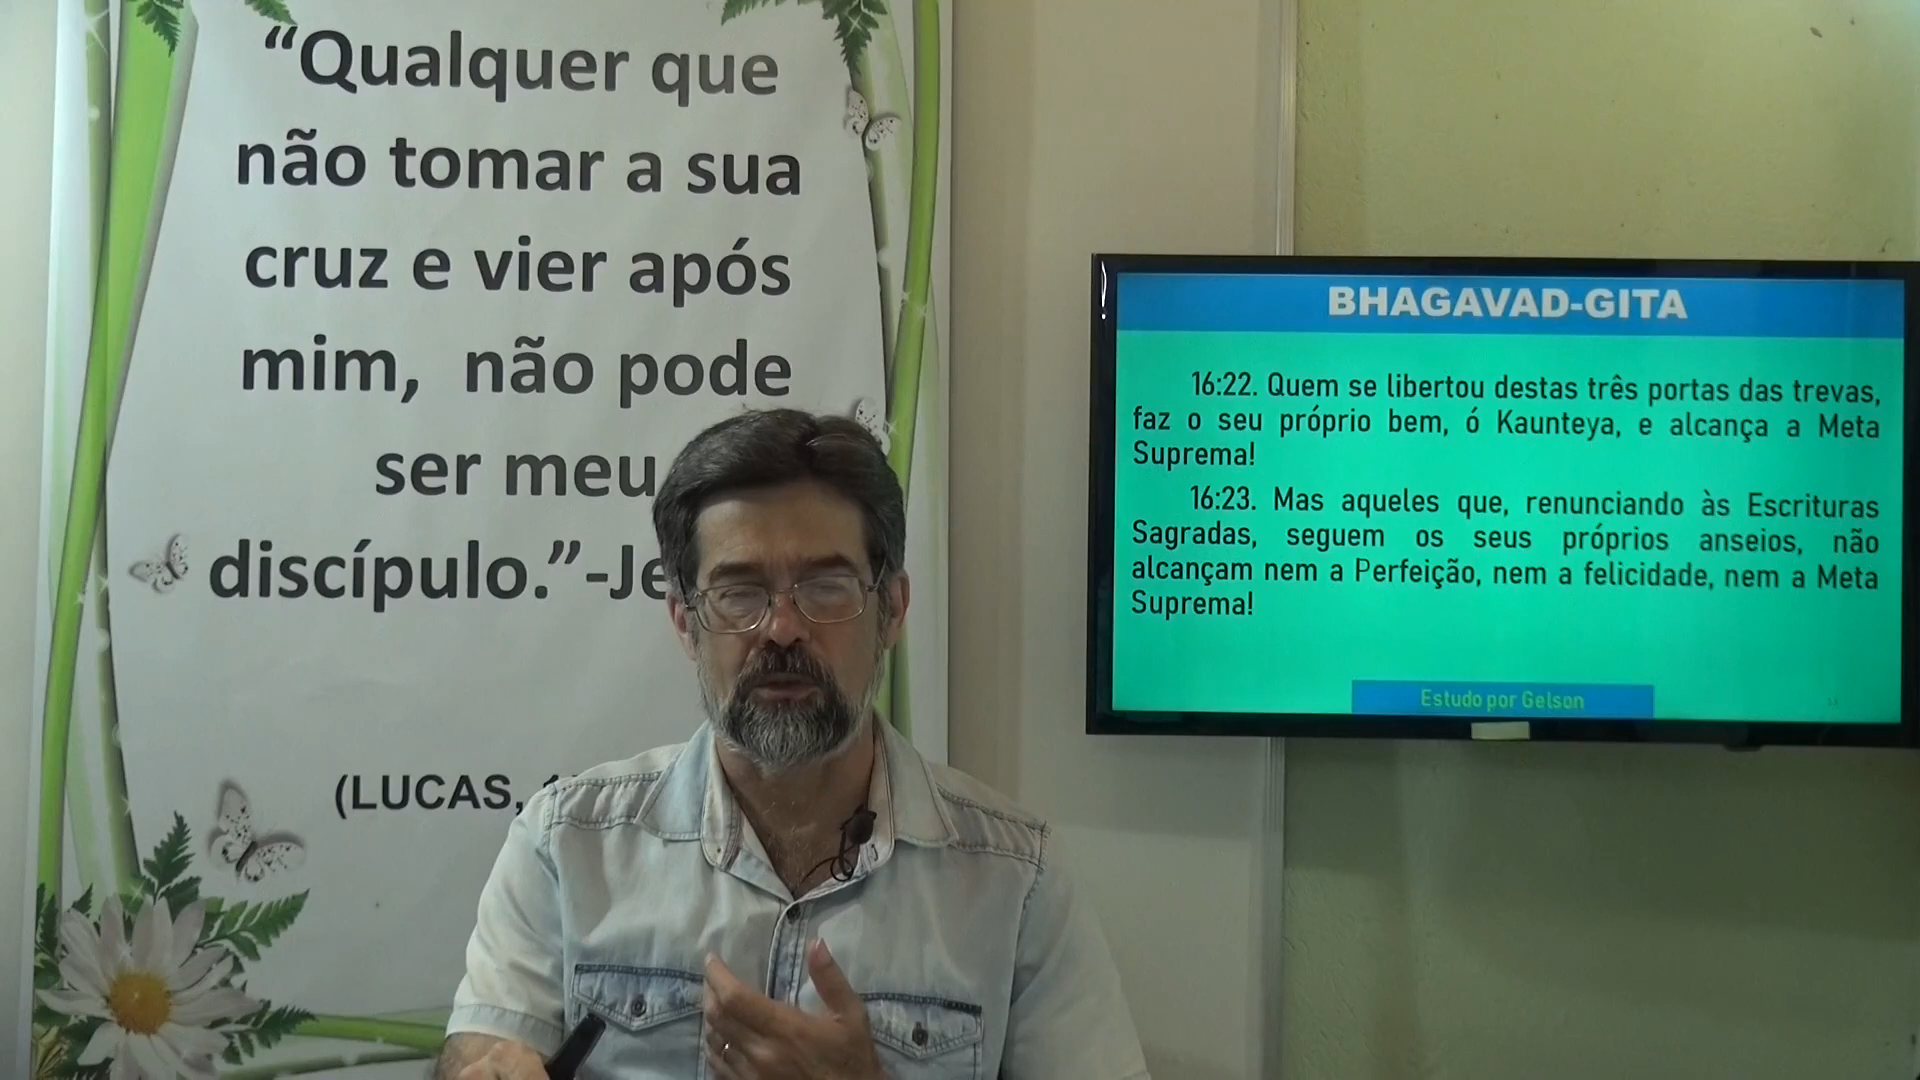 “Qualquer que
não tomar a sua
cruz e vier após
mim, não pode
ser meu
discípulo.”-Je
(LUCAS,
BHAGAVAD-GITA
16:22. Quem se libertou destas três portas das trevas,
faz o seu próprio bem, ó Kaunteya, e alcança a Meta
Suprema!
16:23. Mas aqueles que, renunciando às Escrituras
Sagradas, seguem os seus próprios anseios, não
alcançam nem a Perfeição, nem a felicidade, nem a Meta
Suprema!
Estudo por Gelson